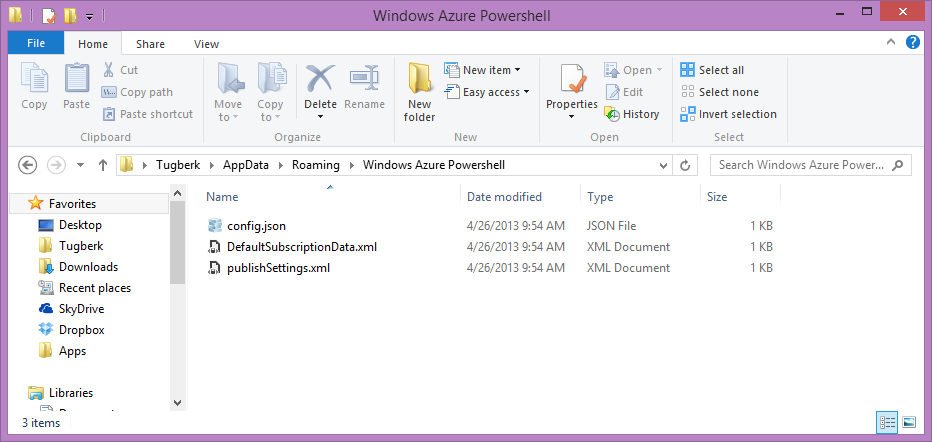 Windows Azure Powershell
File Home Share View
Copy
Paste
Cut
Copy path
Paste shortcut
Clipboard
Move to
Copy to
Delete
Rename
Organize
New folder
New item
Easy access
New
Properties
Open
Edit
History
Open
Select all
Select none
Insert selection
Select
Tugberk AppData Roaming Windows Azure Powershell
Search Windows Azure Power...
Favorites
Desktop
Tugberk
Downloads
Recent places
SkyDrive
Dropbox
Apps
Libraries
Name Date modified Type Size
config.json 4/26/2013 9:54 AM JSON File 1 KB
DefaultSubscriptionData.xml 4/26/2013 9:54 AM XML Document 1 KB
publishSettings.xml 4/26/2013 9:54 AM XML Document 1 KB
3 items